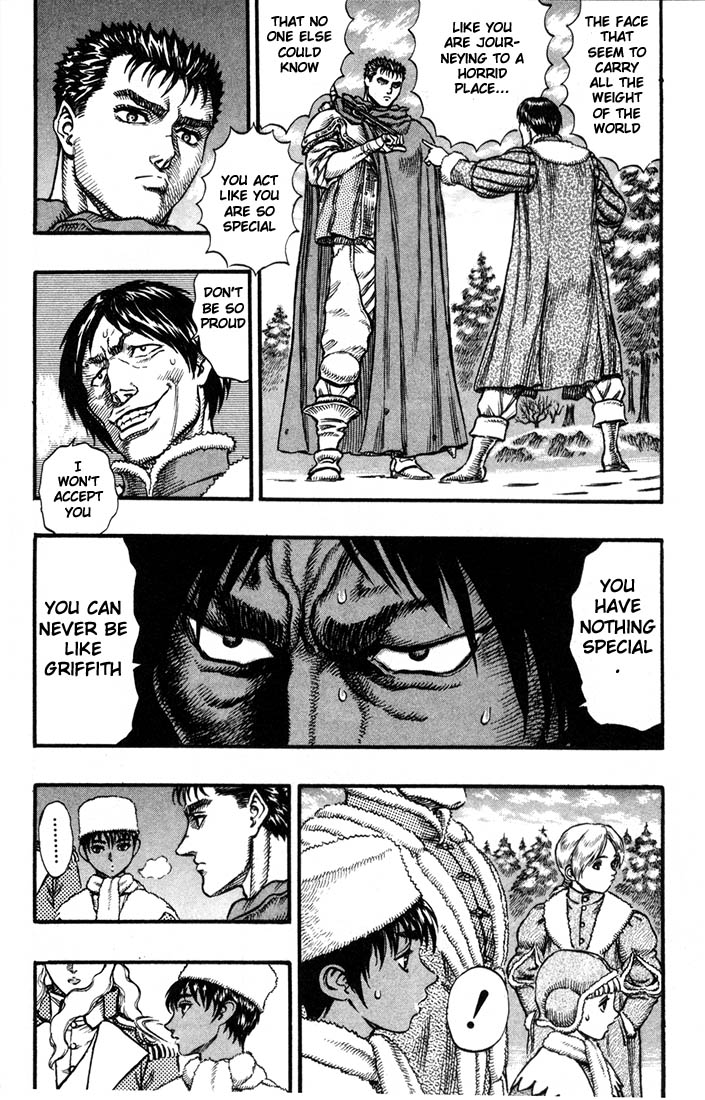 THE FACE
THAT
SEEM TO
CARRY
ALL THE
WEIGHT
OF THE
WORLD
LIKE YOU
ARE JOUR-
NEYING TO A
HORRID
PLACE...
THAT NO
ONE ELSE
COULD
KNOW
YOU ACT
LIKE YOU
ARE SO
SPECIAL
DON'T
BE SO
PROUD
I
WON'T
ACCEPT
YOU
YOU
HAVE
NOTHING
SPECIAL
.
YOU CAN
NEVER BE
LIKE
GRIFFITH
!
........